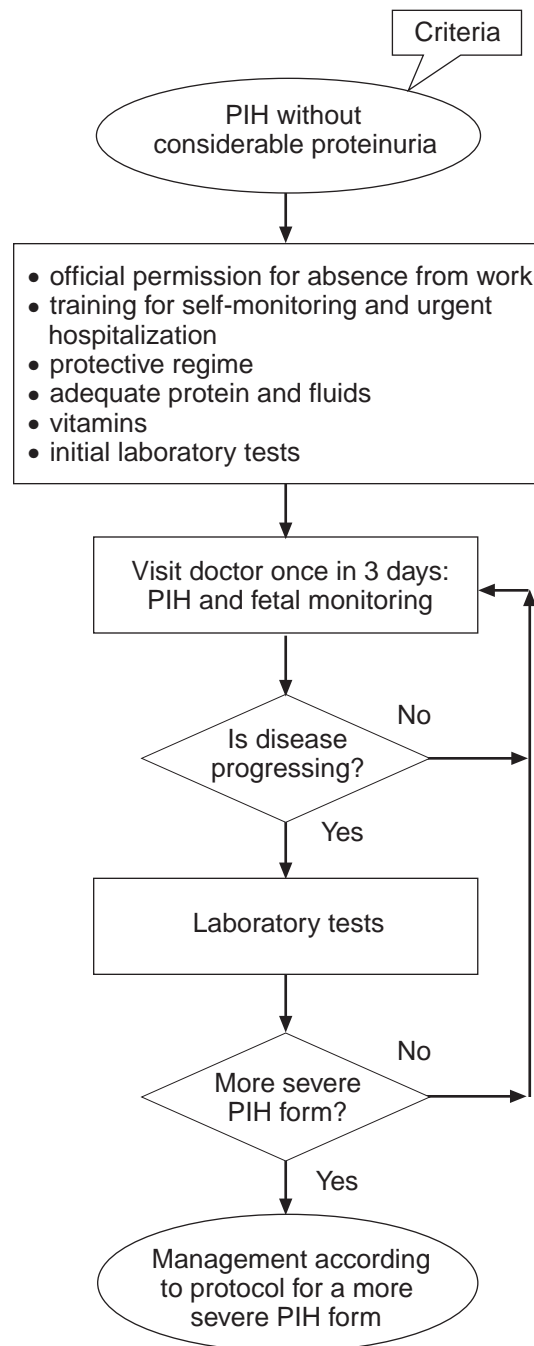 Criteria
PIH without
considerable proteinuria
• official permission for absence from work
• training for self-monitoring and urgent
hospitalization
• protective regime
• adequate protein and fluids
• vitamins
• initial laboratory tests
Visit doctor once in 3 days:
PIH and fetal monitoring
No
Is disease
progressing?
Yes
Laboratory tests
No
More severe
PIH form?
Yes
Management according
to protocol for a more
severe PIH form